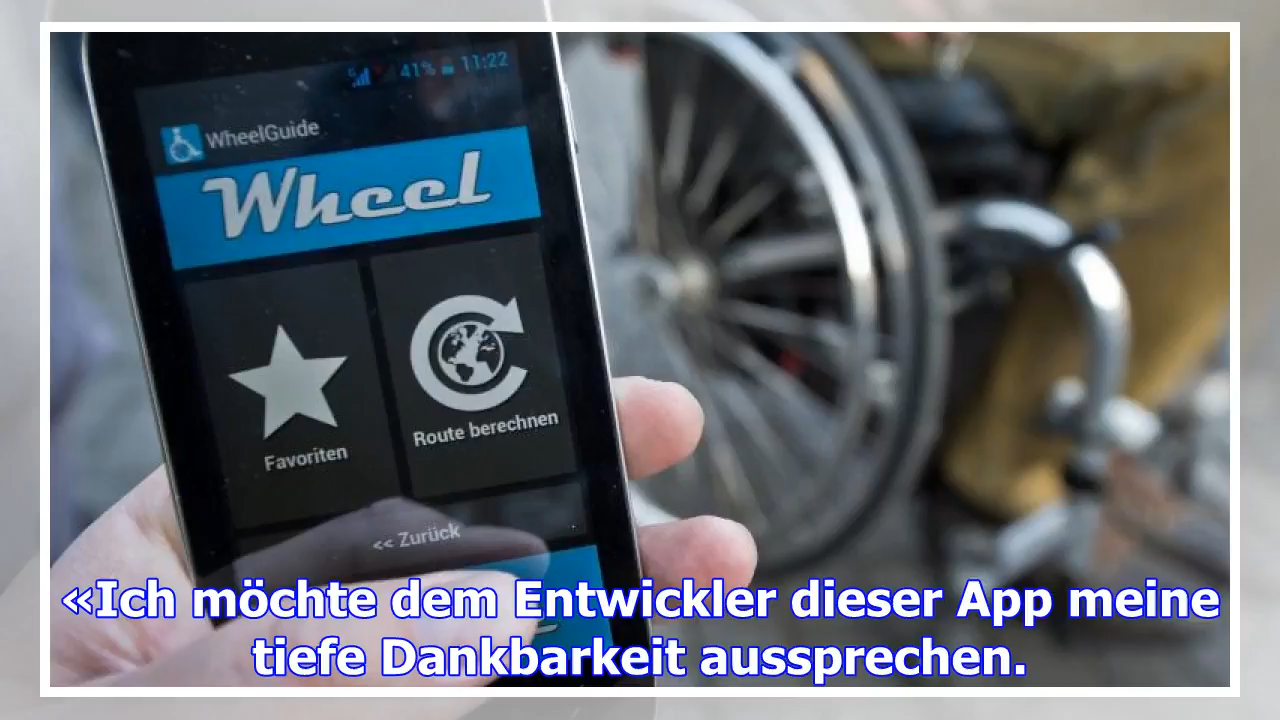 41% 11:22
WheelGuide
Wheel
Favoriten
Route berechnen
<< Zurück
«Ich möchte dem Entwickler dieser App meine
tiefe Dankbarkeit aussprechen.